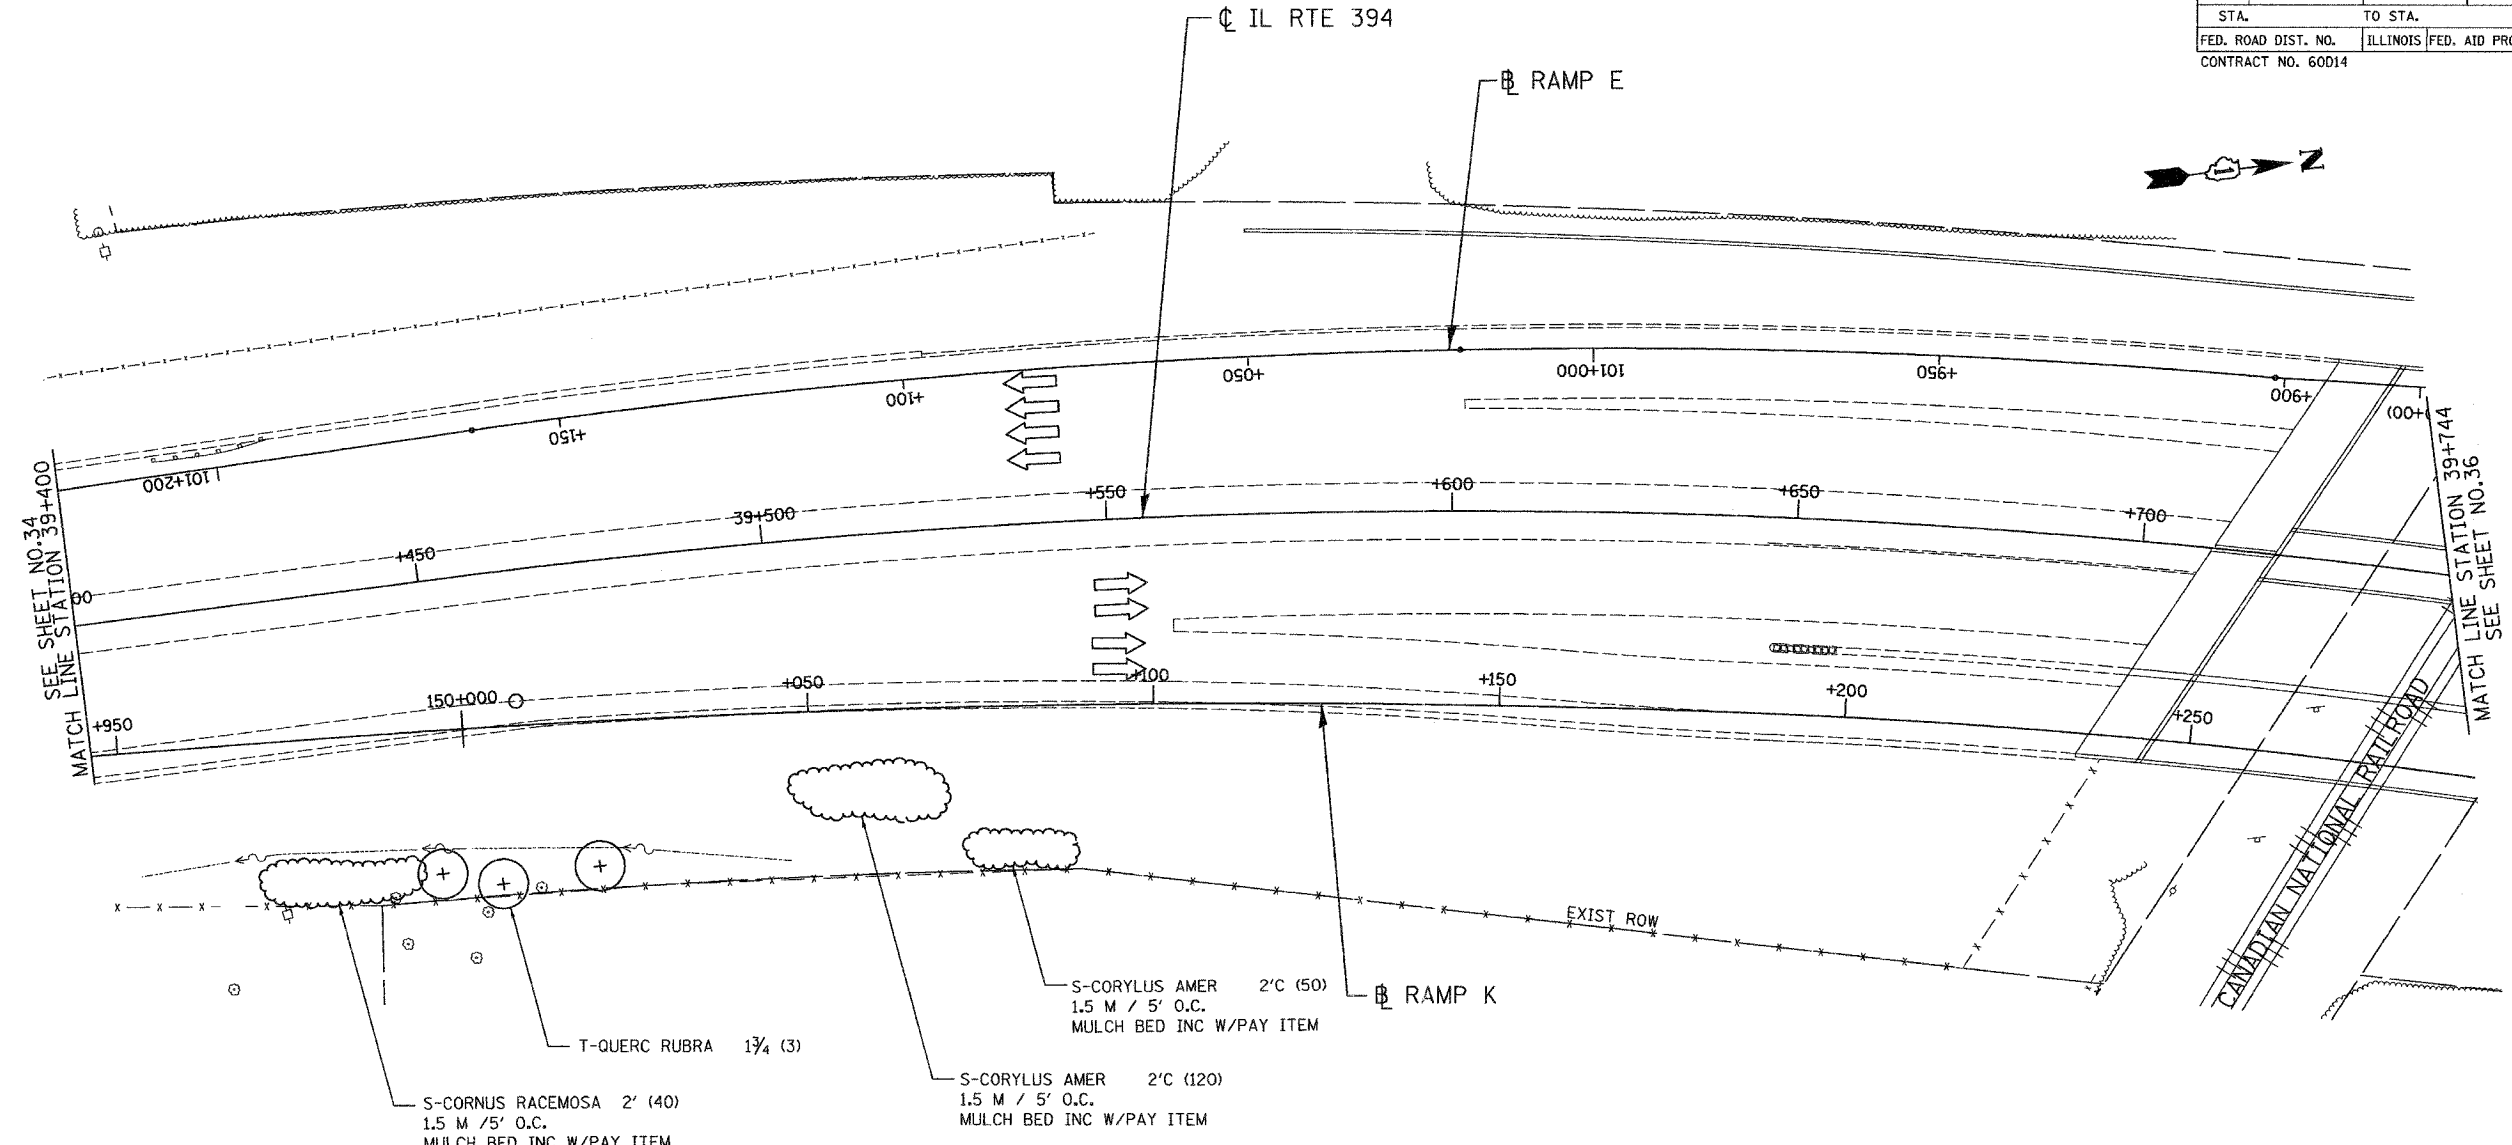 ℄ IL RTE 394
STA. TO STA.
FED. ROAD DIST. NO. ILLINOIS FED. AID
CONTRACT NO. 60D14
BL RAMP E
N
SEE SHEET NO.34
MATCH LINE STATION 39+400
101+200
+150
+100
+050
101+000
+950
+900
00
+450
39+500
+550
+600
+650
+700
+950
150+000
+050
+100
+150
+200
+250
MATCH LINE STATION 39+744
SEE SHEET NO.36
CANADIAN NATIONAL RAILROAD
EXIST ROW
S-CORYLUS AMER 2'C (50)
1.5 M / 5' O.C.
MULCH BED INC W/PAY ITEM
BL RAMP K
T-QUERC RUBRA 1¾ (3)
S-CORYLUS AMER 2'C (120)
1.5 M / 5' O.C.
MULCH BED INC W/PAY ITEM
S-CORNUS RACEMOSA 2' (40)
1.5 M /5' O.C.
MULCH BED INC W/PAY ITEM